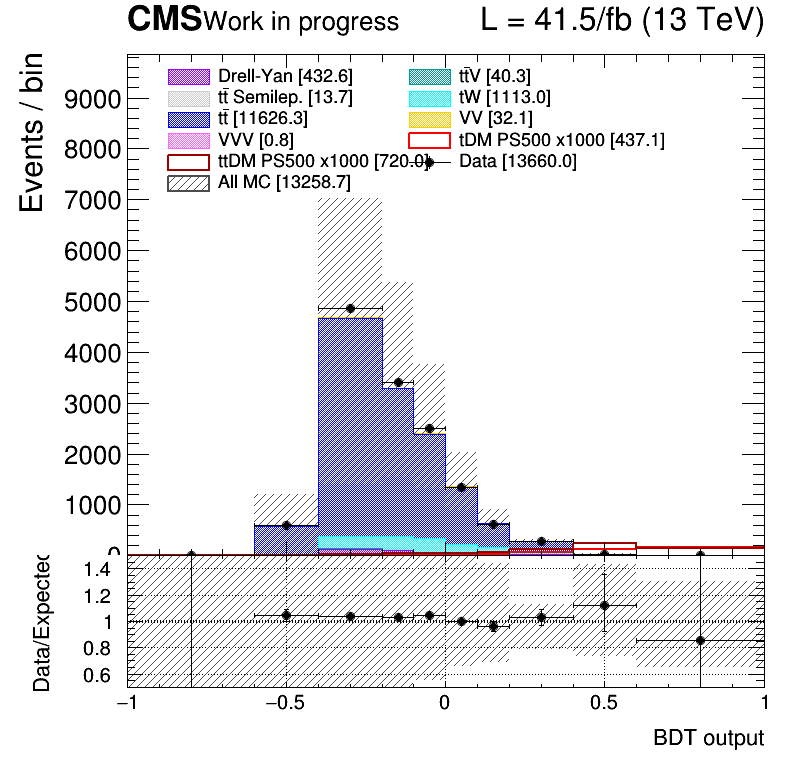 CMS Work in progress L = 41.5/fb (13 TeV)
Events / bin
Drell-Yan [432.6]
tt̄ Semilep. [13.7]
tt̄ [11626.3]
VVV [0.8]
ttDM PS500 x1000 [720.0]
All MC [13258.7]
tt̄V [40.3]
tW [1113.0]
VV [32.1]
tDM PS500 x1000 [437.1]
Data [13660.0]
9000
8000
7000
6000
5000
4000
3000
2000
1000
0
Data/Expected
1.4
1.2
1
0.8
0.6
−1 −0.5 0 0.5 1
BDT output